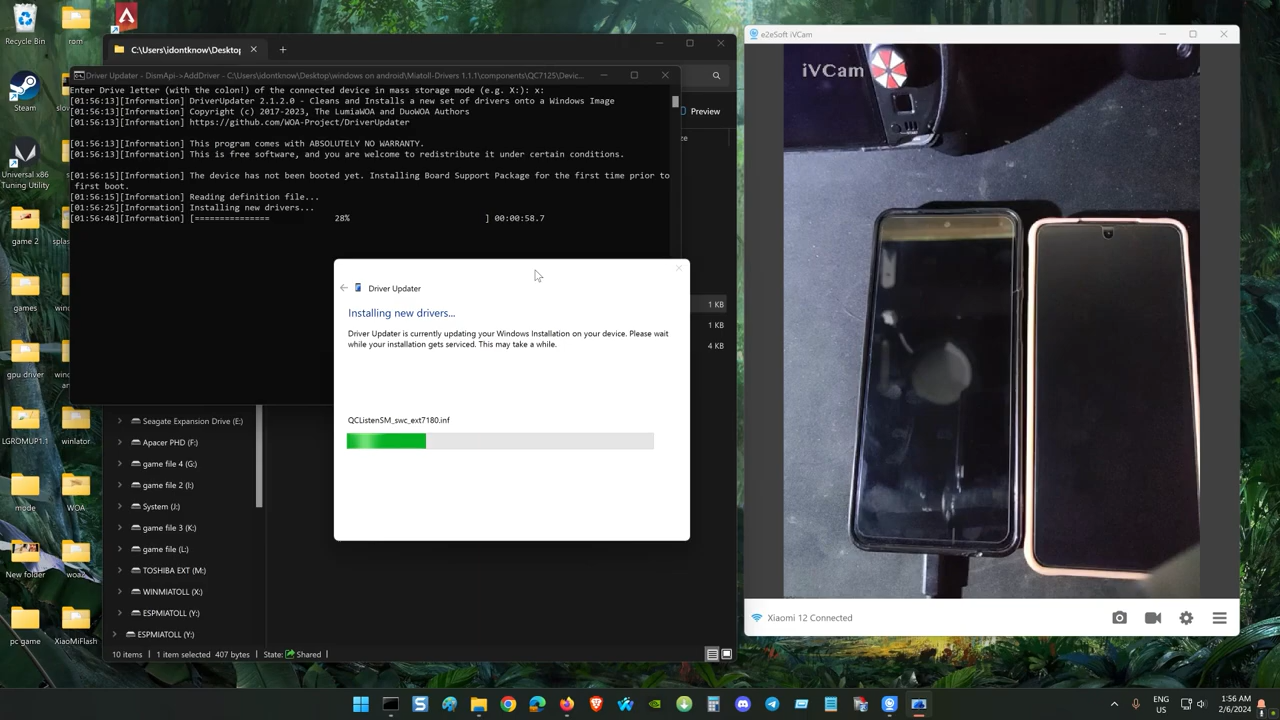 Recycle Bin
rom
Steam
slov
Universal x86
Tuning Utility
game 2
wind
games
wind
gpu driver
LGROMUP1.1
winlator
mode
WOA
New folder
woa
pc game
XiaoMiFlash
C:\Users\idontknow\Desktop
Preview
Driver Updater - DismApi->AddDriver - C:\Users\idontknow\Desktop\windows on android\Miatoll-Drivers 1.1.1\components\QC7125\Devic...
Enter Drive letter (with the colon!) of the connected device in mass storage mode (e.g. X:): x:
[01:56:13][Information] DriverUpdater 2.1.2.0 - Cleans and Installs a new set of drivers onto a Windows Image
[01:56:13][Information] Copyright (c) 2017-2023, The LumiaWOA and DuoWOA Authors
[01:56:13][Information] https://github.com/WOA-Project/DriverUpdater
[01:56:13][Information] This program comes with ABSOLUTELY NO WARRANTY.
[01:56:13][Information] This is free software, and you are welcome to redistribute it under certain conditions.
[01:56:15][Information] The device has not been booted yet. Installing Board Support Package for the first time prior to
first boot.
[01:56:15][Information] Reading definition file...
[01:56:25][Information] Installing new drivers...
[01:56:48][Information] [=============== 28% ] 00:00:58.7
Driver Updater
Installing new drivers...
Driver Updater is currently updating your Windows Installation on your device. Please wait
while your installation gets serviced. This may take a while.
QCListenSM_swc_ext7180.inf
1 KB
1 KB
4 KB
Seagate Expansion Drive (E:)
Apacer PHD (F:)
game file 4 (G:)
game file 2 (I:)
System (J:)
game file 3 (K:)
game file (L:)
TOSHIBA EXT (M:)
WINMIATOLL (X:)
ESPMIATOLL (Y:)
ESPMIATOLL (Y:)
10 items 1 item selected 407 bytes State: Shared
e2eSoft iVCam
iVCam
START
Xiaomi 12 Connected
ENG
US
1:56 AM
2/6/2024